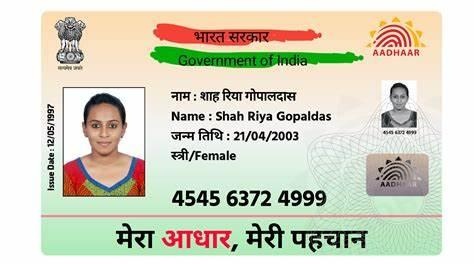 भारत सरकार
Government of India
AADHAAR
Issue Date : 12/05/1997
नाम : शाह रिया गोपालदास
Name : Shah Riya Gopaldas
जन्म तिथि : 21/04/2003
स्त्री/Female
4545 6372 4999
AADHAAR
4545 6372 4999
मेरा आधार, मेरी पहचान